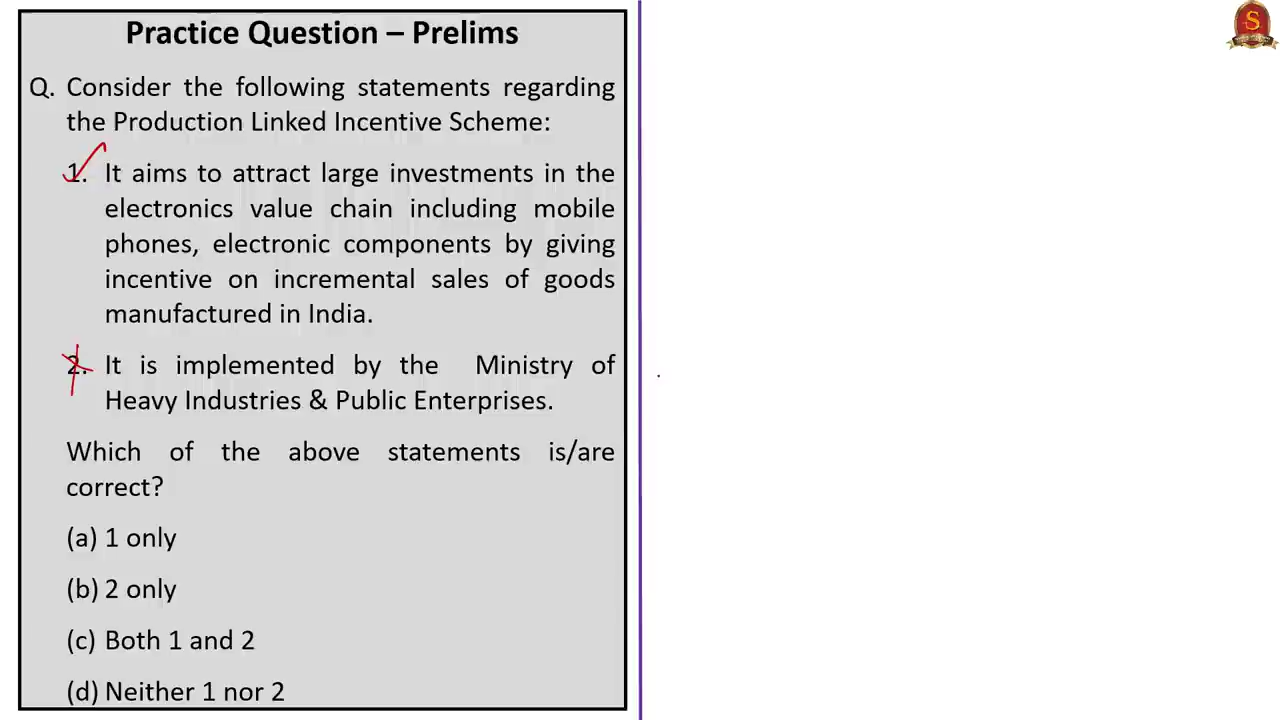 Practice Question – Prelims
Q. Consider the following statements regarding
the Production Linked Incentive Scheme:
1. It aims to attract large investments in the
electronics value chain including mobile
phones, electronic components by giving
incentive on incremental sales of goods
manufactured in India.
2. It is implemented by the Ministry of
Heavy Industries & Public Enterprises.
Which of the above statements is/are
correct?
(a) 1 only
(b) 2 only
(c) Both 1 and 2
(d) Neither 1 nor 2
S